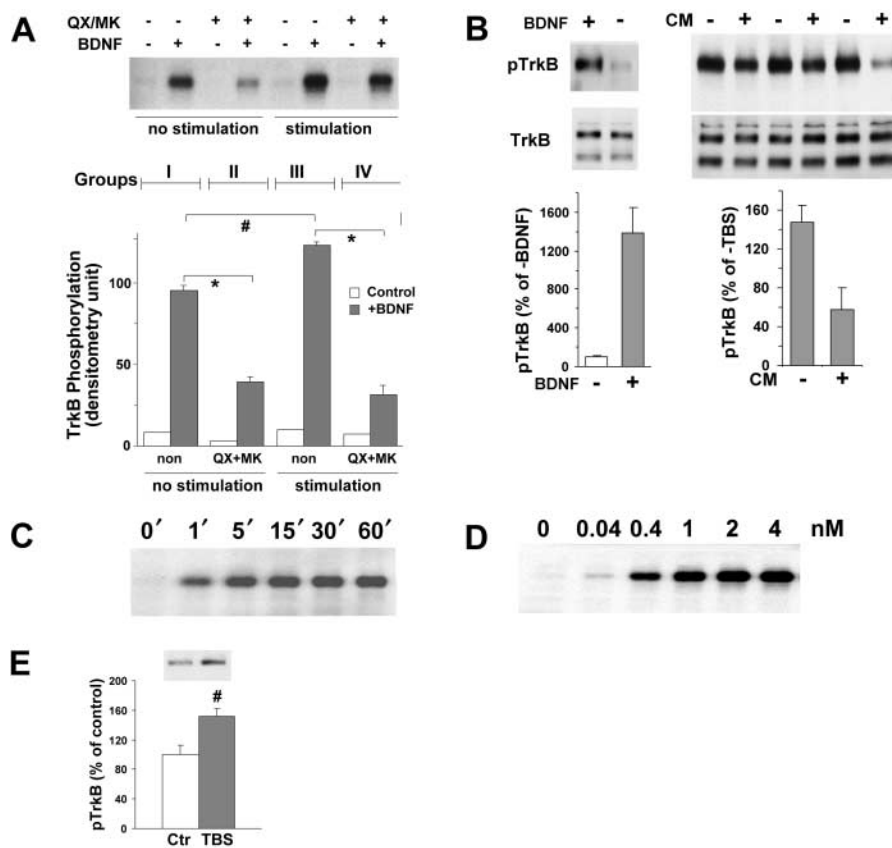 A
QX/MK - - + + - - + +
BDNF - + - + - + - +
no stimulation stimulation
Groups I II III IV
#
*
*
Control
+BDNF
TrkB Phosphorylation
(densitometry unit)
100
50
0
non QX+MK non QX+MK
no stimulation stimulation
B
BDNF + -
CM - + - + - +
pTrkB
TrkB
pTrkB (% of -BDNF)
1600
1200
800
400
0
BDNF - +
pTrkB (% of -TBS)
160
120
80
40
0
CM - +
C
0′ 1′ 5′ 15′ 30′ 60′
D
0 0.04 0.4 1 2 4 nM
E
pTrkB (% of control)
200
160
120
80
40
0
#
Ctr TBS